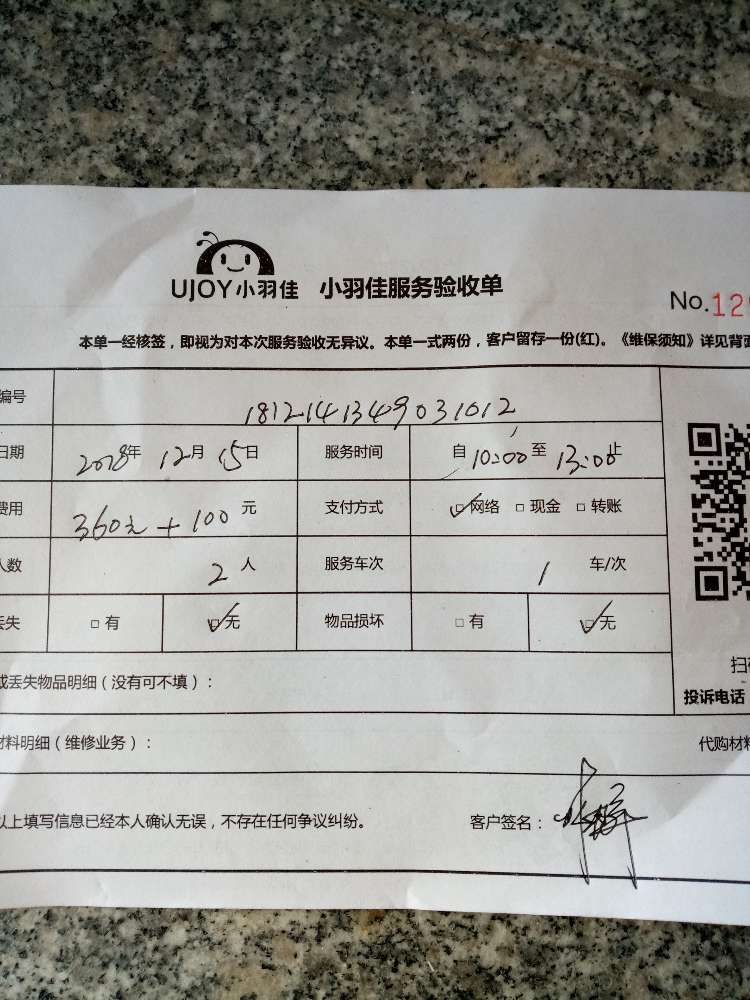 UJOY小羽佳 小羽佳服务验收单
No.12
本单一经核签，即视为对本次服务验收无异议。本单一式两份，客户留存一份(红)。《维保须知》详见背面
编号 1812141349031012
日期 2018年 12月 15日 服务时间 自 10:00 至 13:00 止
费用 360元 + 100 元 支付方式 网络 现金 转账
人数 2 人 服务车次 1 车/次
丢失 有 无 物品损坏 有 无
扫
或丢失物品明细（没有可不填）：
投诉电话
材料明细（维修业务）：
代购材料
以上填写信息已经本人确认无误，不存在任何争议纠纷。 客户签名：